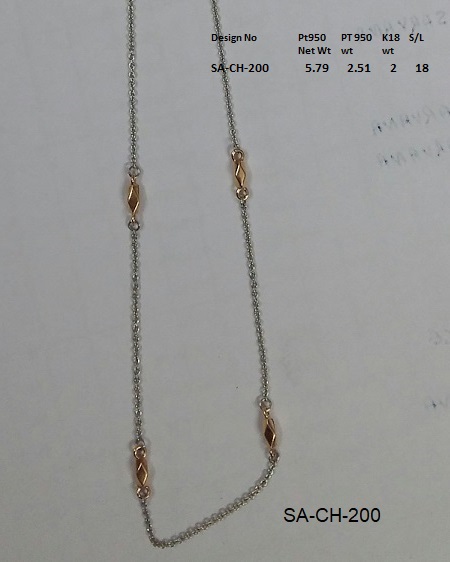 Design No Pt950 PT 950 K18 S/L
Net Wt wt wt
SA-CH-200 5.79 2.51 2 18
SA-CH-200